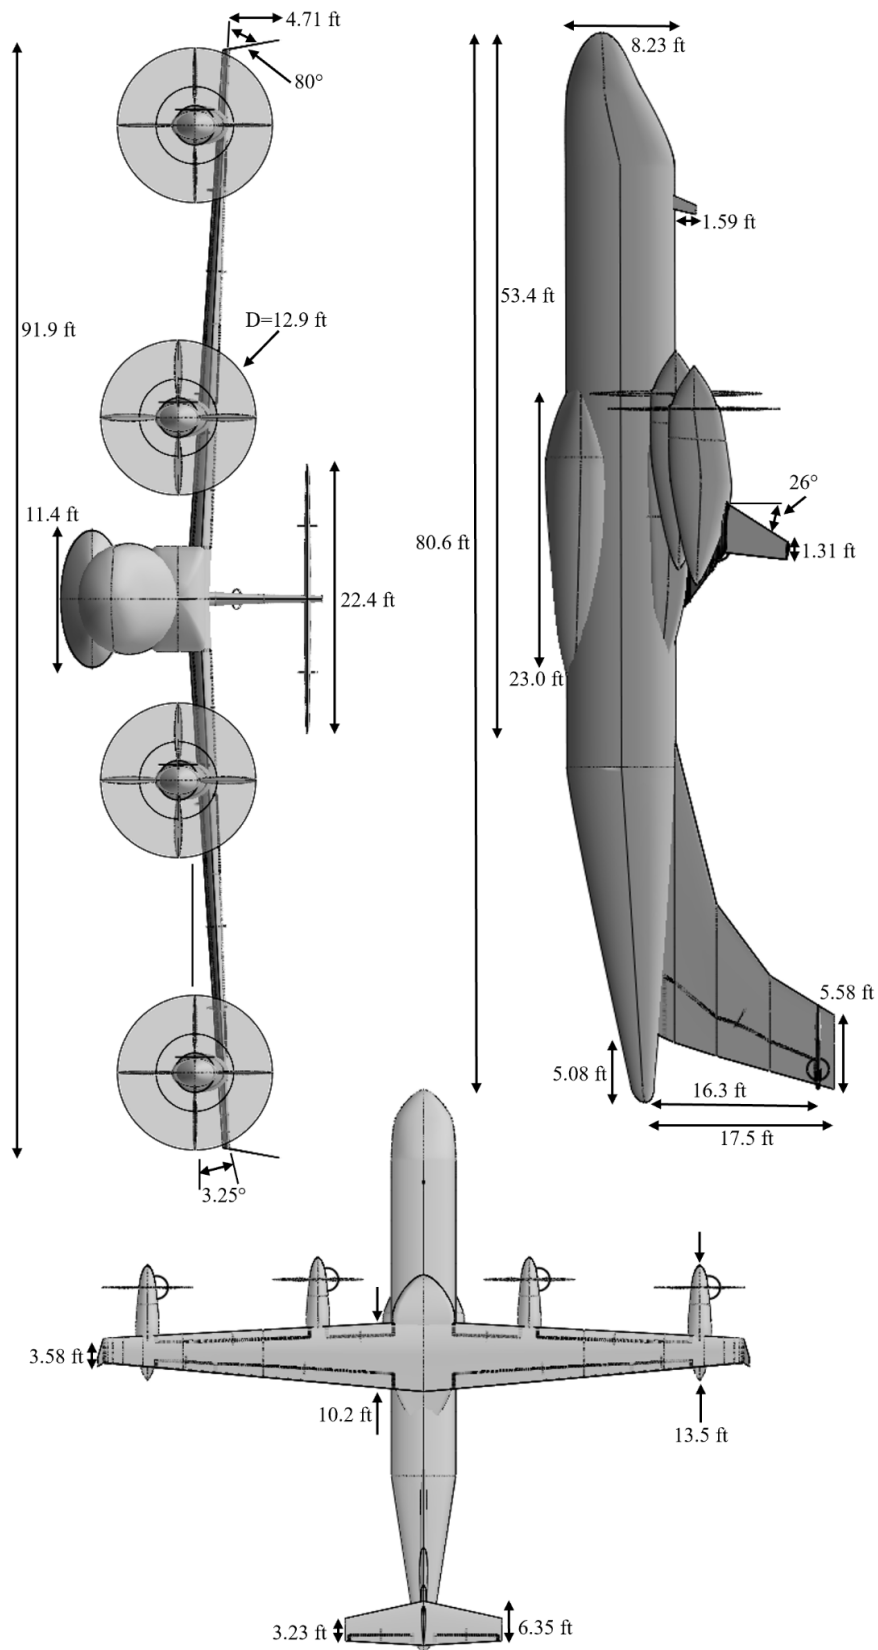 4.71 ft
80°
8.23 ft
1.59 ft
53.4 ft
91.9 ft
D=12.9 ft
26°
11.4 ft
80.6 ft
1.31 ft
22.4 ft
23.0 ft
5.58 ft
5.08 ft
16.3 ft
17.5 ft
3.25°
3.58 ft
10.2 ft
13.5 ft
3.23 ft
6.35 ft